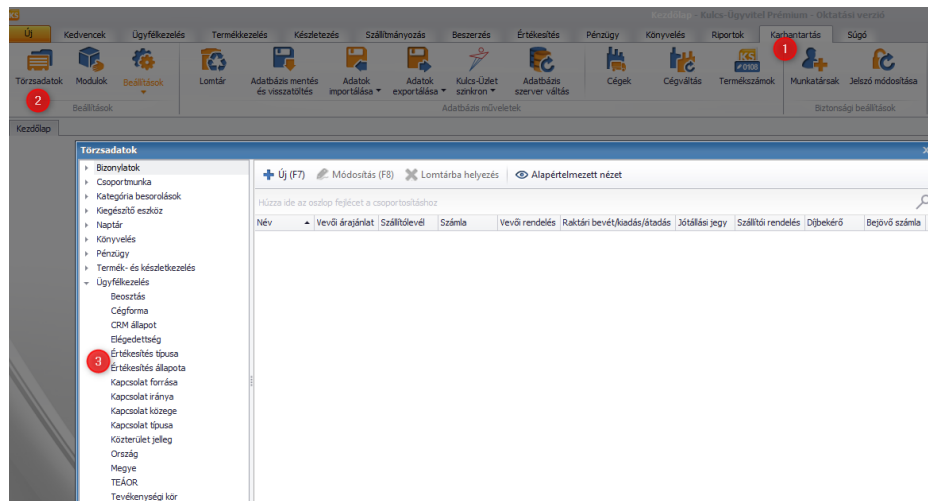 Kezdőlap - Kulcs-Ügyvitel Prémium - Oktatási verzió
Új Kedvencek Ügyfélkezelés Termékkezelés Készletezés Szállítmányozás Beszerzés Értékesítés Pénzügy Könyvelés Riportok Karbantartás Súgó
1
KS
0108
Törzsadatok Modulok Beállítások Lomtár Adatbázis mentés és visszatöltés Adatok importálása Adatok exportálása Kulcs-Üzlet szinkron Adatbázis szerver váltás Cégek Cégváltás Termékszámok Munkatársak Jelszó módosítása
2
Beállítások Adatbázis műveletek Biztonsági beállítások
Kezdőlap
Törzsadatok x
Bizonylatok
Csoportmunka
Kategória besorolások
Kiegészítő eszköz
Naptár
Könyvelés
Pénzügy
Termék- és készletkezelés
Ügyfélkezelés
Beosztás
Cégforma
CRM állapot
Elégedettség
Értékesítés típusa
3
Értékesítés állapota
Kapcsolat forrása
Kapcsolat iránya
Kapcsolat közege
Kapcsolat típusa
Közterület jelleg
Ország
Megye
TEÁOR
Tevékenységi kör
Új (F7) Módosítás (F8) Lomtárba helyezés Alapértelmezett nézet
Húzza ide az oszlop fejlécet a csoportosításhoz
Név Vevői árajánlat Szállítólevél Számla Vevői rendelés Raktári bevét/kiadás/átadás Jótállási jegy Szállítói rendelés Díjbekérő Bejövő számla